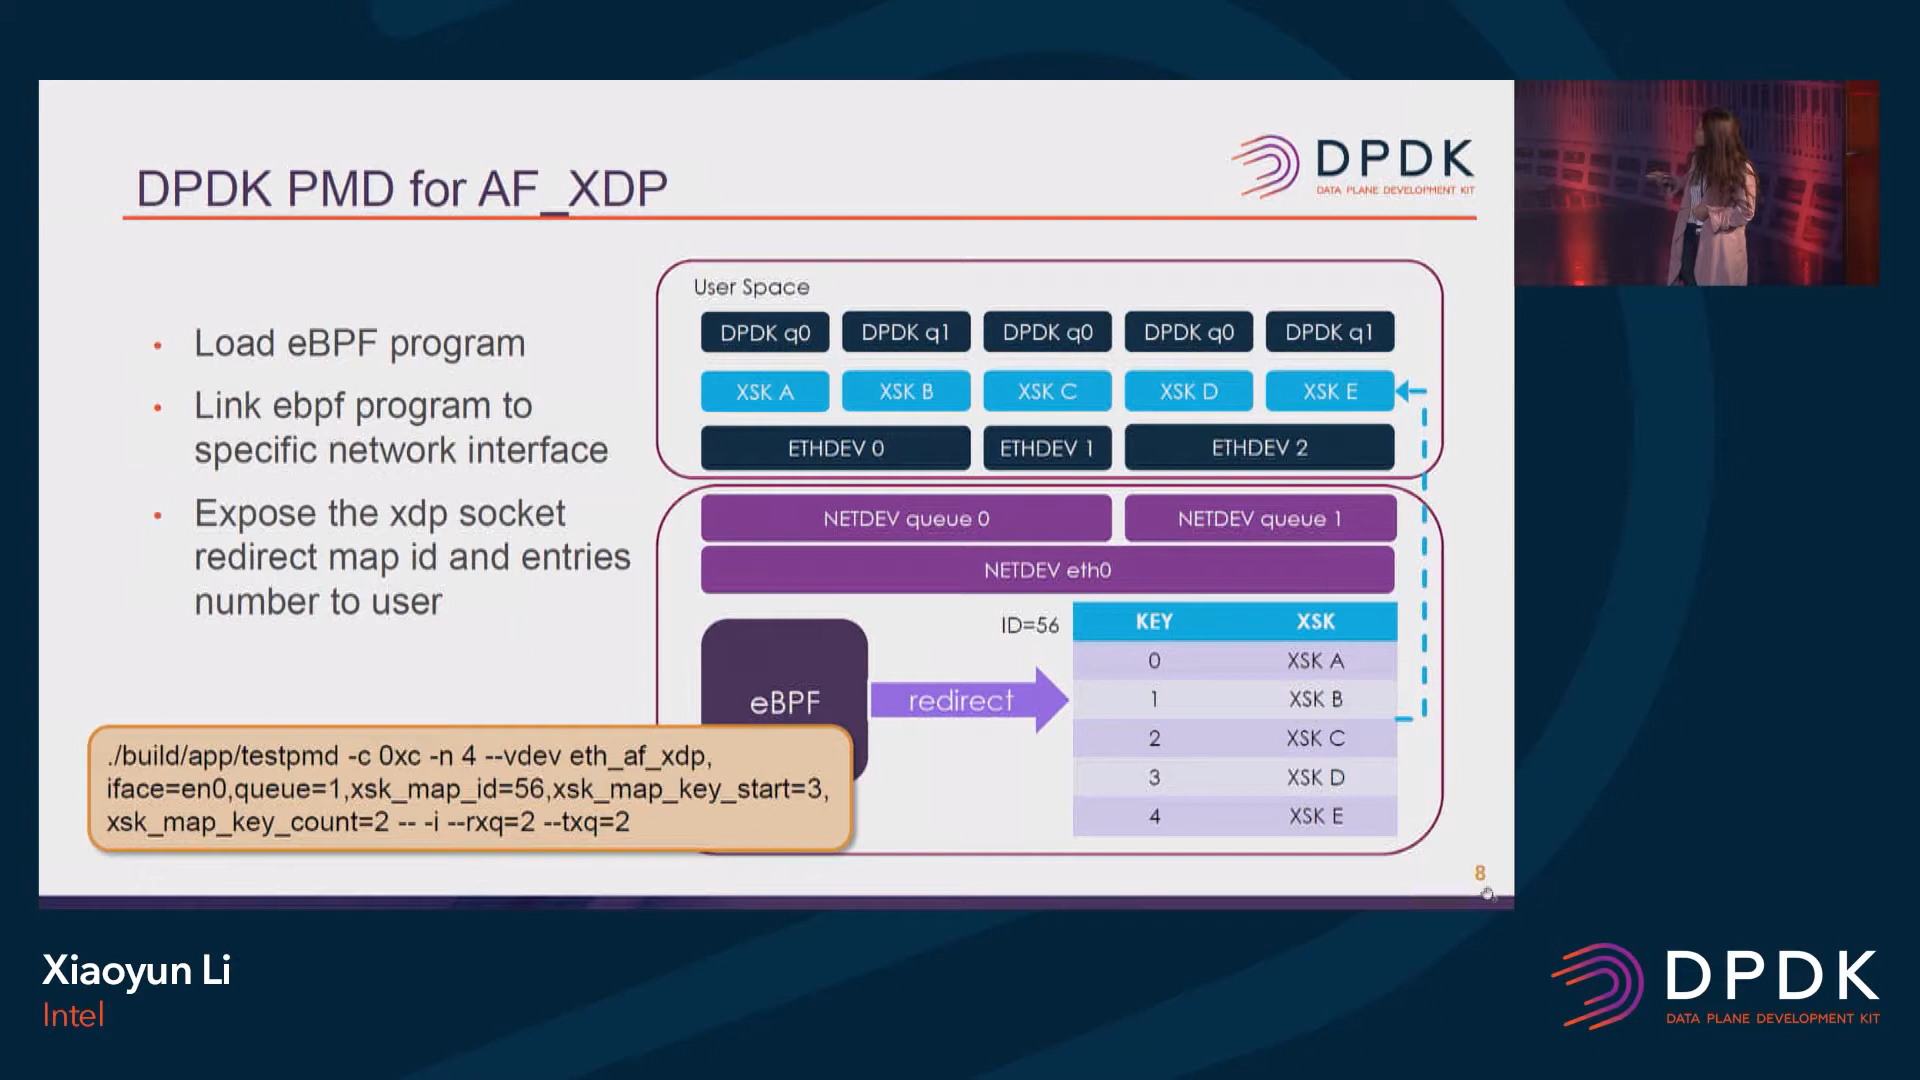 DPDK PMD for AF_XDP
DPDK
DATA PLANE DEVELOPMENT KIT
• Load eBPF program
• Link ebpf program to
specific network interface
• Expose the xdp socket
redirect map id and entries
number to user
User Space
DPDK q0 DPDK q1 DPDK q0 DPDK q0 DPDK q1
XSK A XSK B XSK C XSK D XSK E
ETHDEV 0 ETHDEV 1 ETHDEV 2
NETDEV queue 0 NETDEV queue 1
NETDEV eth0
eBPF
redirect
ID=56
KEY XSK
0 XSK A
1 XSK B
2 XSK C
3 XSK D
4 XSK E
./build/app/testpmd -c 0xc -n 4 --vdev eth_af_xdp,
iface=en0,queue=1,xsk_map_id=56,xsk_map_key_start=3,
xsk_map_key_count=2 -- -i --rxq=2 --txq=2
8
Xiaoyun Li
Intel
DPDK
DATA PLANE DEVELOPMENT KIT